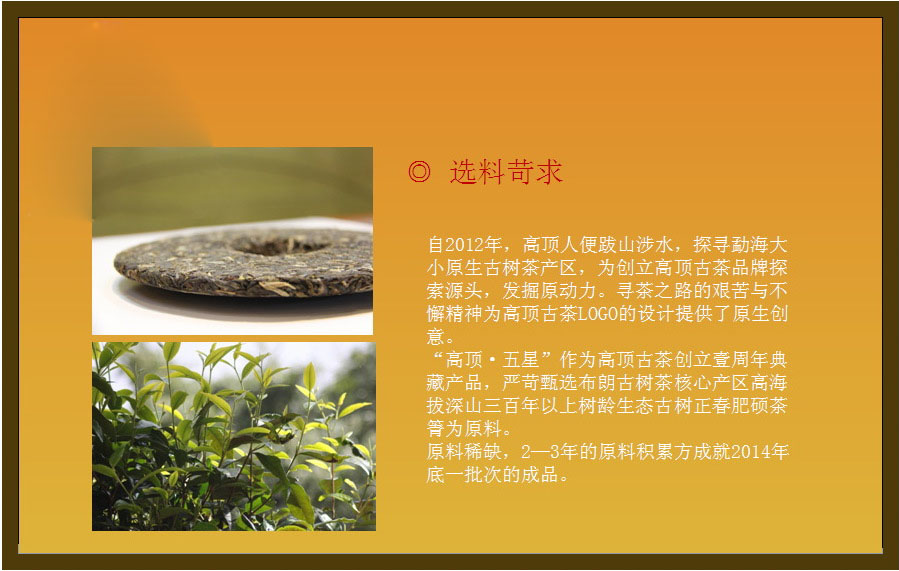 ◎ 选料苛求
自2012年，高顶人便跋山涉水，探寻勐海大
小原生古树茶产区，为创立高顶古茶品牌探
索源头，发掘原动力。寻茶之路的艰苦与不
懈精神为高顶古茶LOGO的设计提供了原生创
意。
“高顶·五星”作为高顶古茶创立壹周年典
藏产品，严苛甄选布朗古树茶核心产区高海
拔深山三百年以上树龄生态古树正春肥硕茶
箐为原料。
原料稀缺，2—3年的原料积累方成就2014年
底一批次的成品。